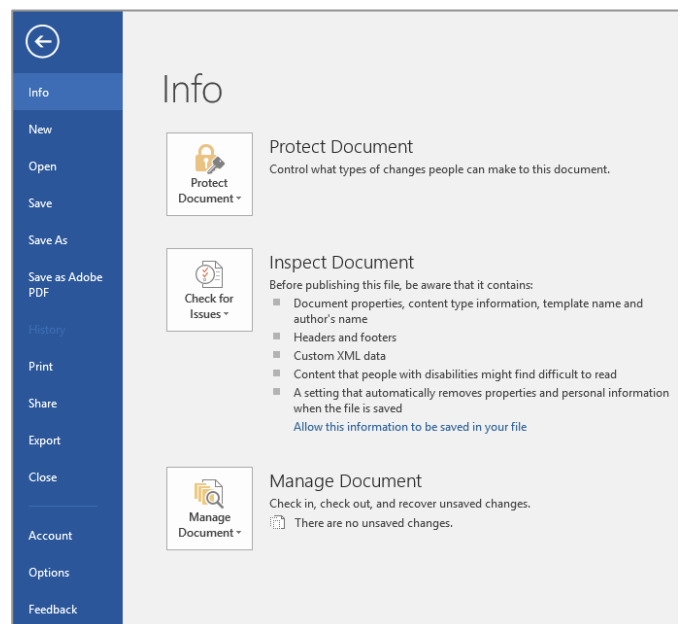 Info
New
Open
Save
Save As
Save as Adobe
PDF
History
Print
Share
Export
Close
Account
Options
Feedback
Info
Protect
Document
Protect Document
Control what types of changes people can make to this document.
Check for
Issues
Inspect Document
Before publishing this file, be aware that it contains:
Document properties, content type information, template name and
author's name
Headers and footers
Custom XML data
Content that people with disabilities might find difficult to read
A setting that automatically removes properties and personal information
when the file is saved
Allow this information to be saved in your file
Manage
Document
Manage Document
Check in, check out, and recover unsaved changes.
There are no unsaved changes.